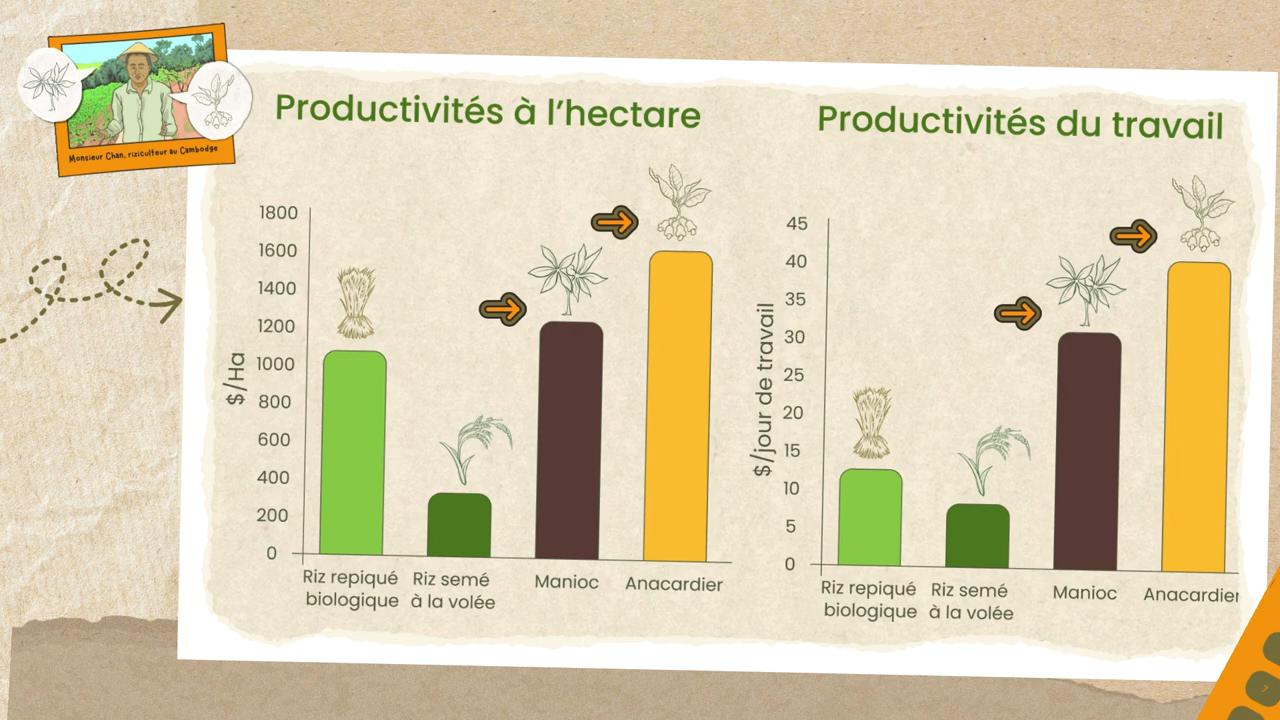 Monsieur Chan, riziculteur au Cambodge
Productivités à l'hectare
$/Ha
1800
1600
1400
1200
1000
800
600
400
200
0
Riz repiqué
biologique
Riz semé
à la volée
Manioc
Anacardier
Productivités du travail
$/jour de travail
45
40
35
30
25
20
15
10
5
0
Riz repiqué
biologique
Riz semé
à la volée
Manioc
Anacardier